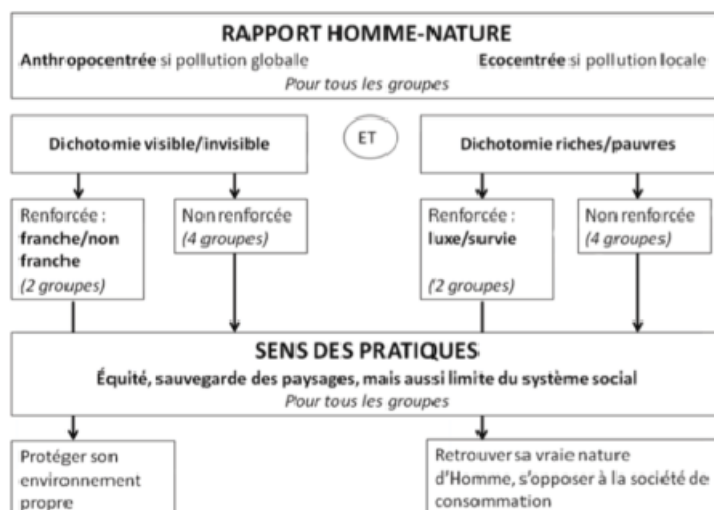 RAPPORT HOMME-NATURE
Anthropocentrée si pollution globale Ecocentrée si pollution locale
Pour tous les groupes
Dichotomie visible/invisible
ET
Dichotomie riches/pauvres
Renforcée :
franche/non
franche
(2 groupes)
Non renforcée
(4 groupes)
Renforcée :
luxe/survie
(2 groupes)
Non renforcée
(4 groupes)
SENS DES PRATIQUES
Équité, sauvegarde des paysages, mais aussi limite du système social
Pour tous les groupes
Protéger son
environnement
propre
Retrouver sa vraie nature
d'Homme, s'opposer à la société de
consommation